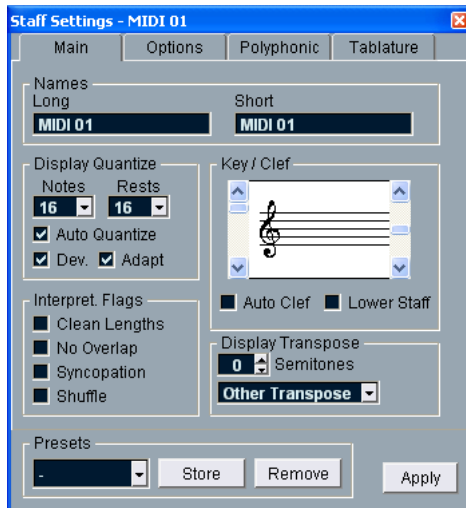 Staff Settings - MIDI 01
Main Options Polyphonic Tablature
Names
Long Short
MIDI 01 MIDI 01
Display Quantize
Notes Rests
16 16
Auto Quantize
Dev. Adapt
Key / Clef
Auto Clef Lower Staff
Interpret. Flags
Clean Lengths
No Overlap
Syncopation
Shuffle
Display Transpose
0 Semitones
Other Transpose
Presets
- Store Remove Apply